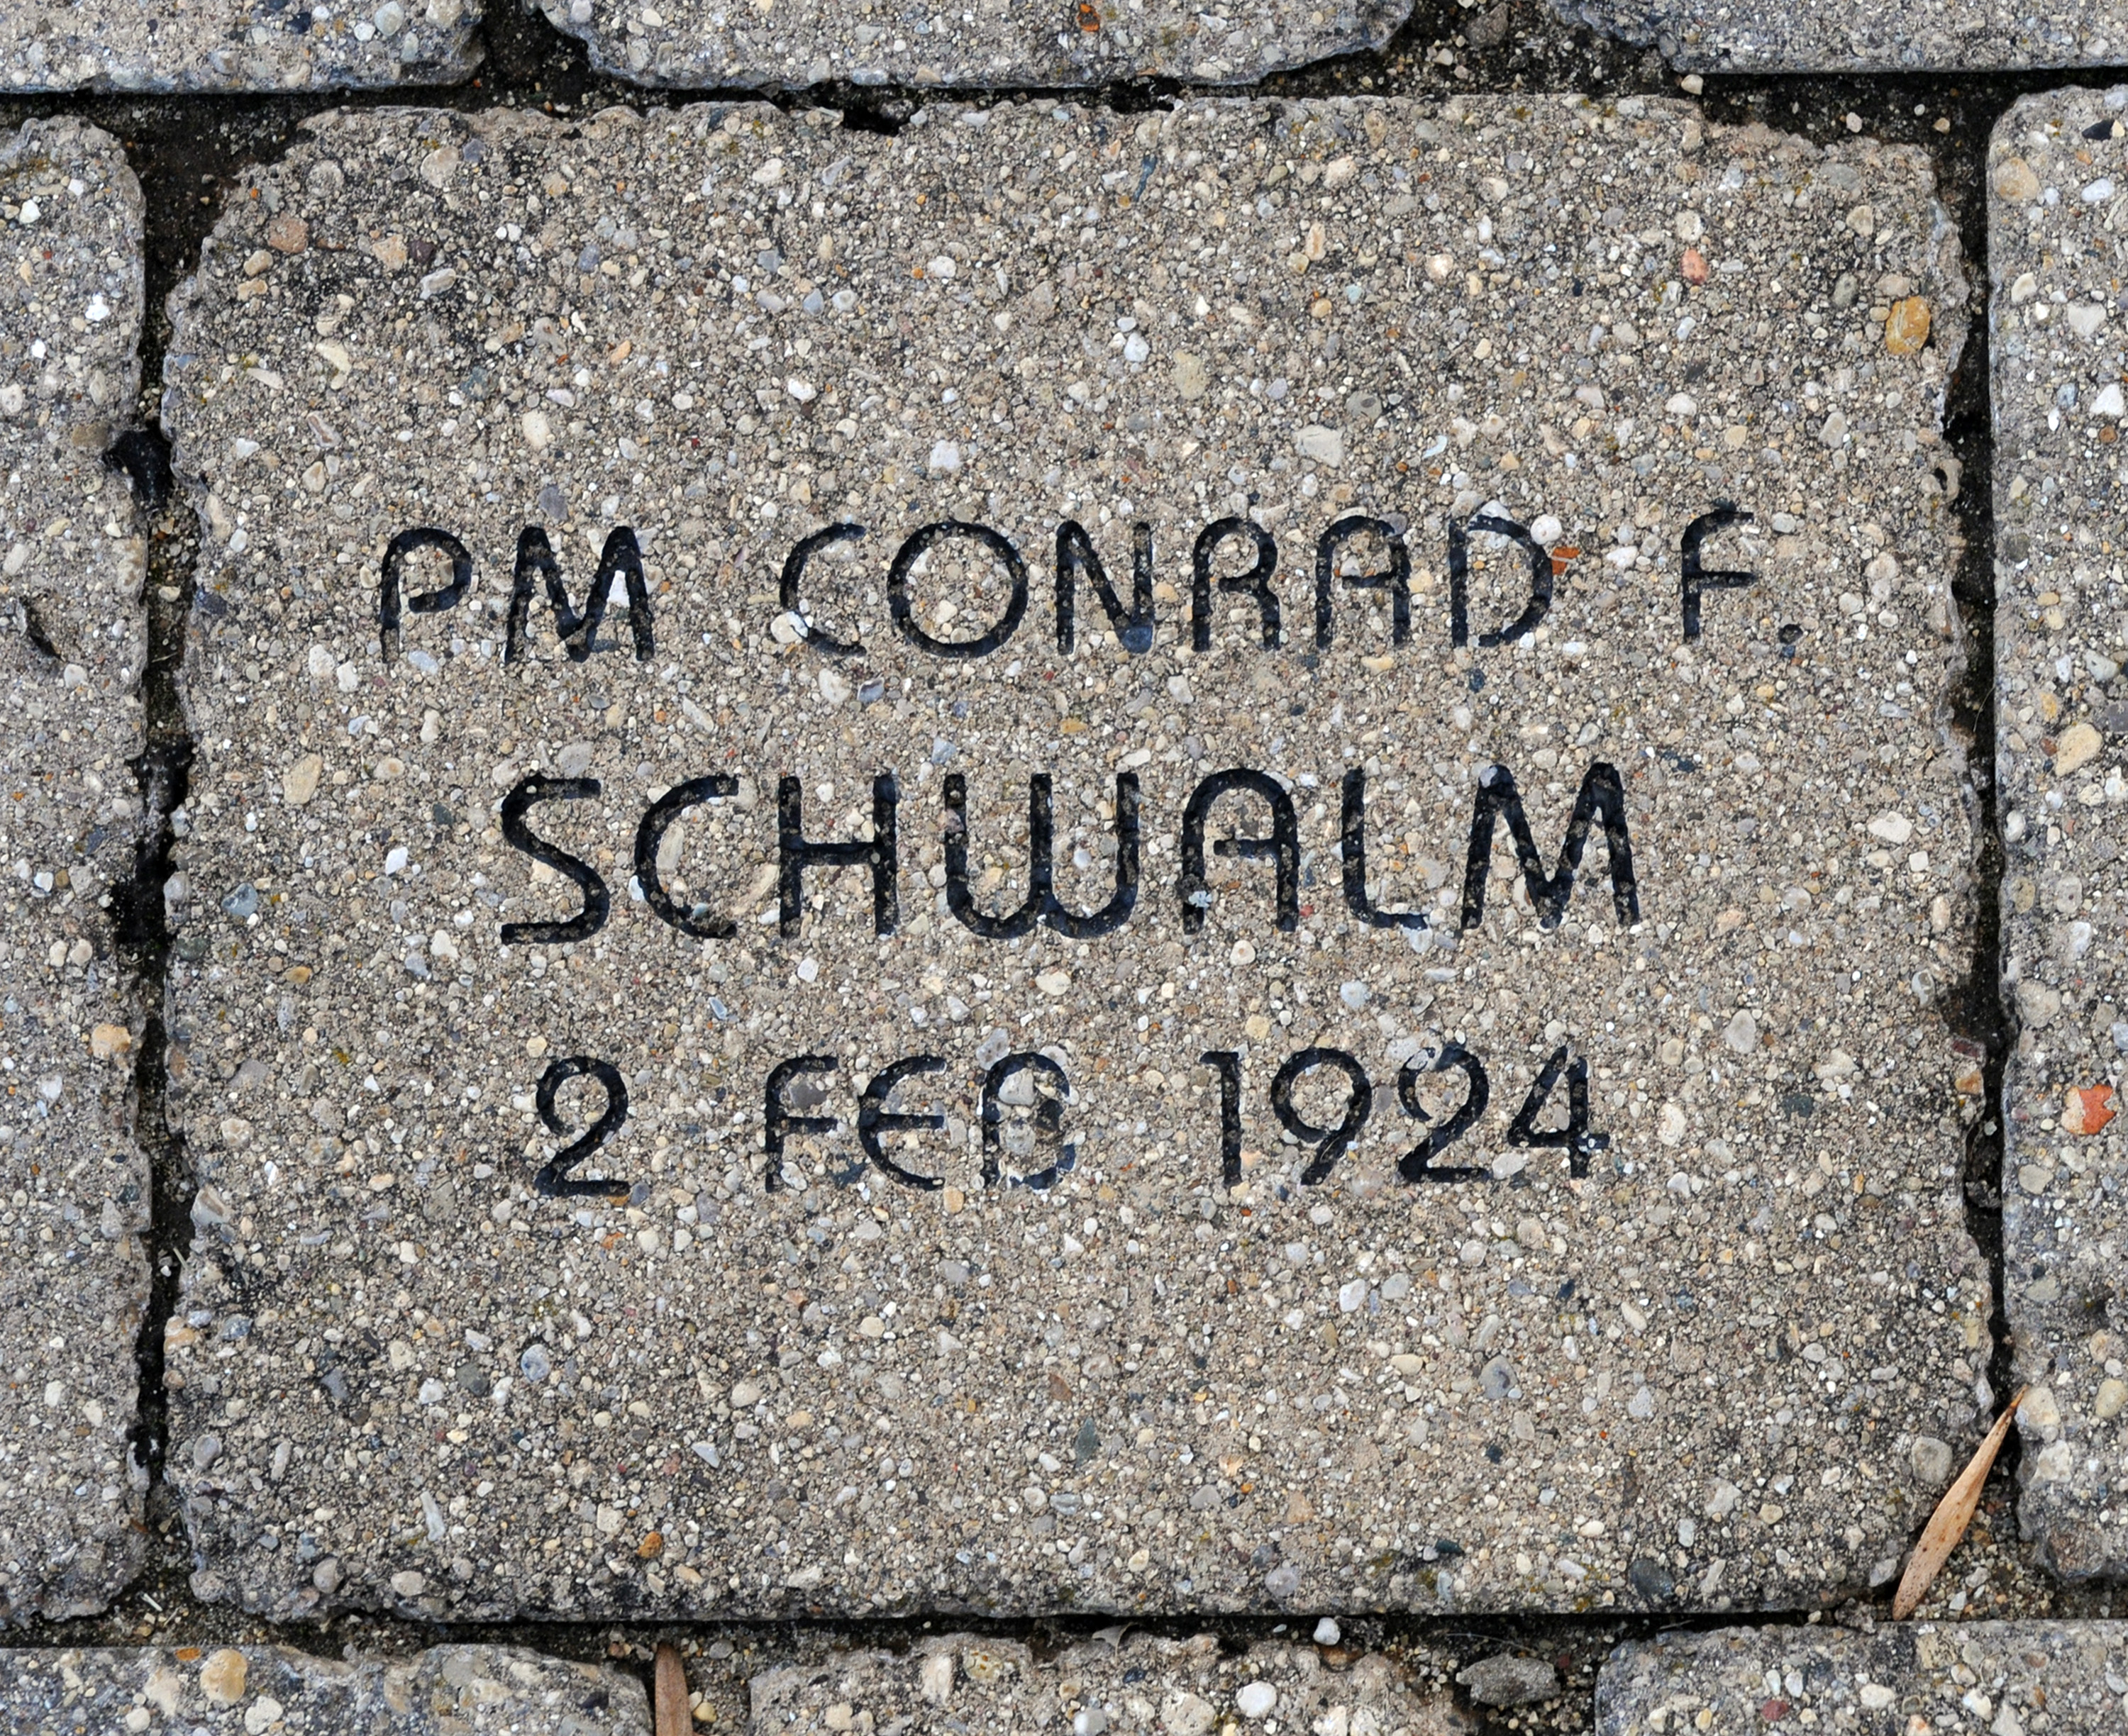 PM CONRAD F.
SCHWALM
2 FEB 1924